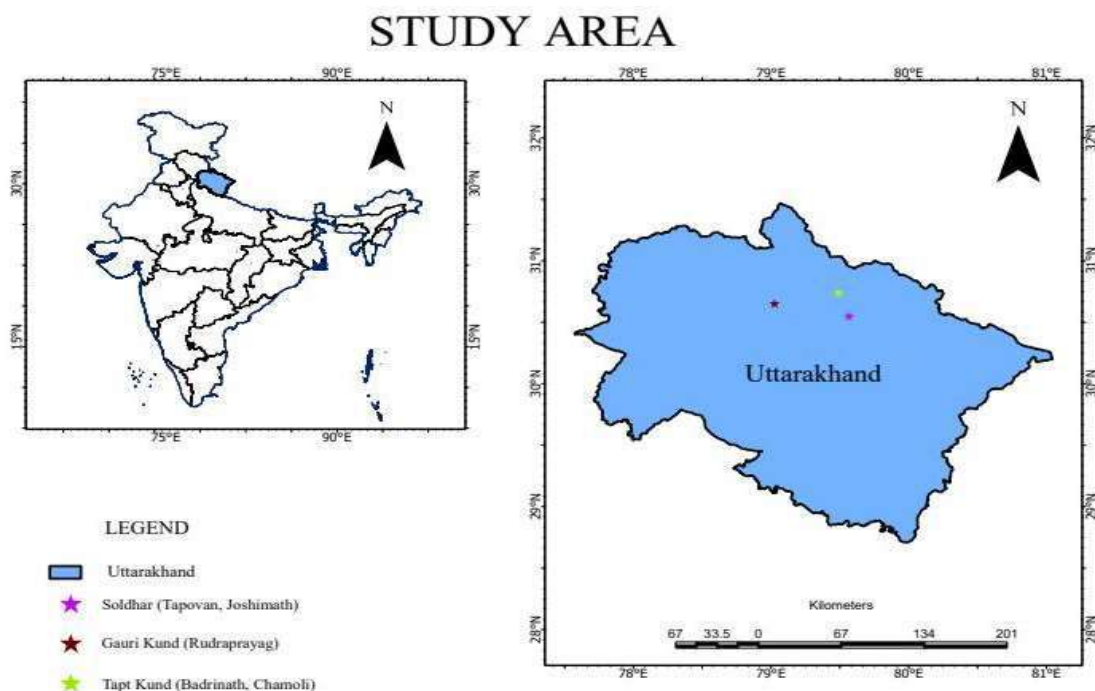 STUDY AREA
75°E 90°E
N
30°N 30°N
15°N 15°N
75°E 90°E
78°E 79°E 80°E 81°E
N
32°N 32°N
31°N 31°N
Uttarakhand
30°N 30°N
29°N 29°N
Kilometers
28°N 28°N
67 33.5 0 67 134 201
78°E 79°E 80°E 81°E
LEGEND
Uttarakhand
Soldhar (Tapovan, Joshimath)
Gauri Kund (Rudraprayag)
Tapt Kund (Badrinath, Chamoli)